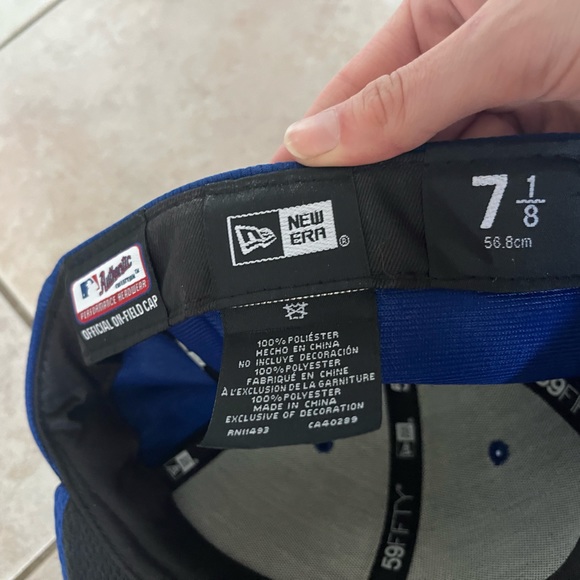 Authentic
COLLECTION™
PERFORMANCE HEADWEAR
OFFICIAL ON-FIELD CAP
NEW
ERA®
7 1/8
56.8cm
100% POLIÉSTER
HECHO EN CHINA
NO INCLUYE DECORACIÓN
100% POLYESTER
FABRIQUÉ EN CHINE
À L'EXCLUSION DE LA GARNITURE
100% POLYESTER
MADE IN CHINA
EXCLUSIVE OF DECORATION
RN11493 CA40299
59FIFTY
59FIFTY